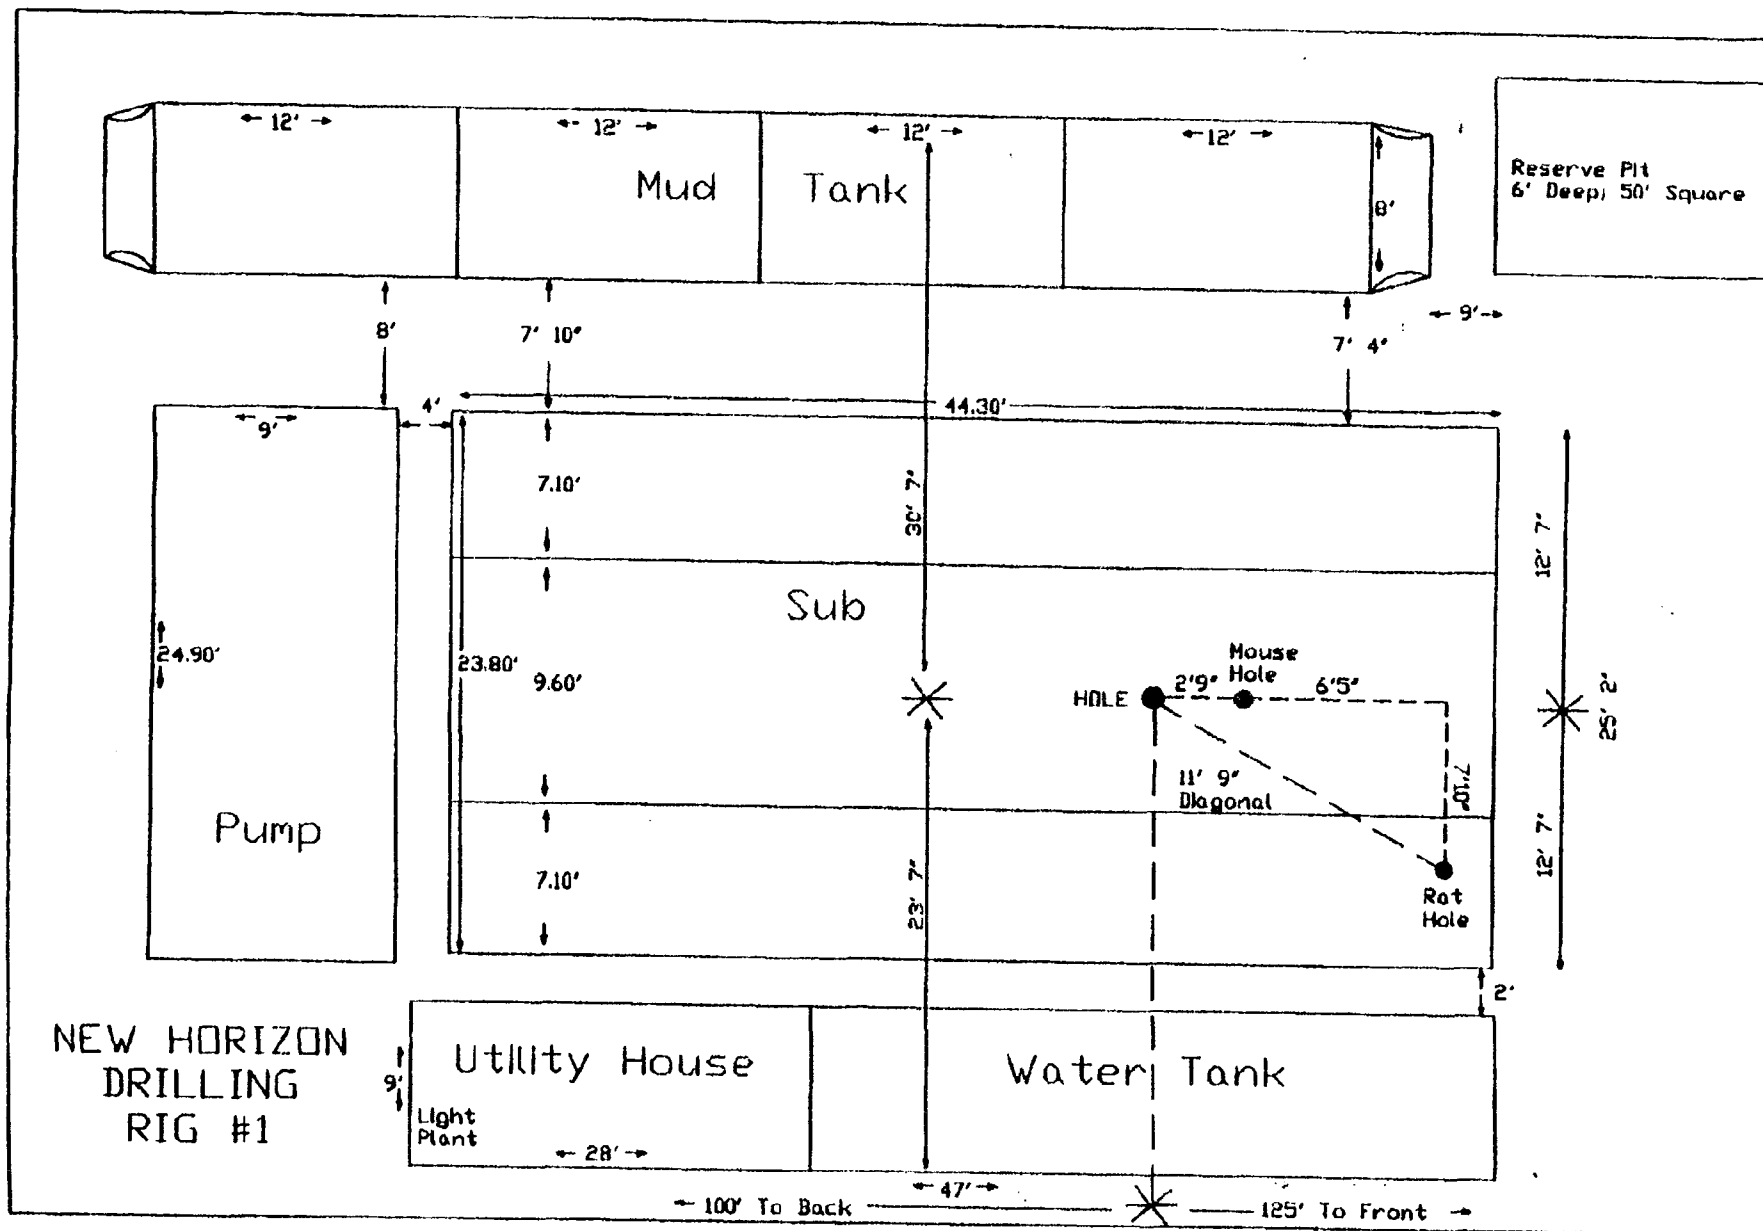 12'
12'
12'
12'
Mud Tank
8'
Reserve Pit
6' Deep; 50' Square
8'
7' 10"
7' 4"
9'
9'
4'
44.30'
7.10'
30' 7"
12' 7"
Sub
24.90'
23.80'
9.60'
HOLE
2'9"
Mouse
Hole
6'5"
25' 2"
11' 9"
Diagonal
7'10"
Pump
7.10'
23' 7"
12' 7"
Rat
Hole
2'
NEW HORIZON
DRILLING
RIG #1
9'
Utility House
Water Tank
Light
Plant
28'
47'
100' To Back
125' To Front